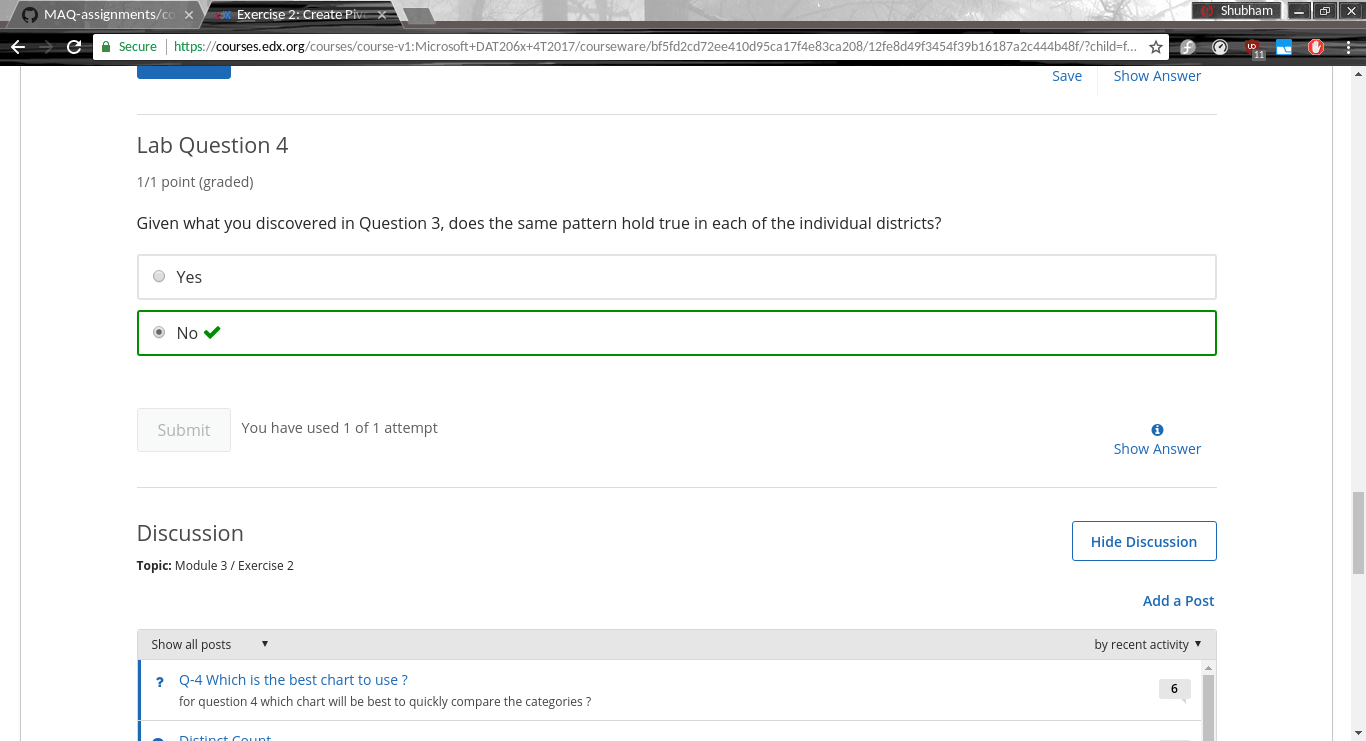 MAQ-assignments/co
Exercise 2: Create Piv
Shubham
Secure
https://courses.edx.org/courses/course-v1:Microsoft+DAT206x+4T2017/courseware/bf5fd2cd72ee410d95ca17f4e83ca208/12fe8d49f3454f39b16187a2c444b48f/?child=f...
11
Save
Show Answer
Lab Question 4
1/1 point (graded)
Given what you discovered in Question 3, does the same pattern hold true in each of the individual districts?
Yes
No
Submit
You have used 1 of 1 attempt
Show Answer
Discussion
Hide Discussion
Topic: Module 3 / Exercise 2
Add a Post
Show all posts
by recent activity
? Q-4 Which is the best chart to use ?
for question 4 which chart will be best to quickly compare the categories ?
6
Distinct Count